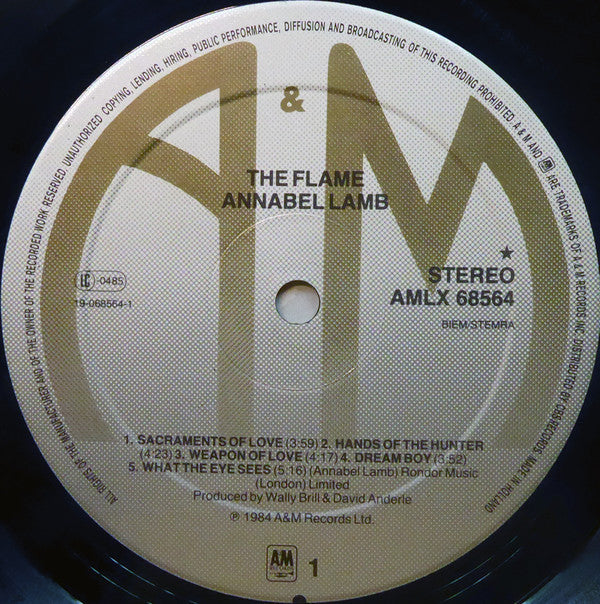 ALL RIGHTS OF THE MANUFACTURER AND OF THE OWNER OF THE RECORDED WORK RESERVED. UNAUTHORIZED COPYING, LENDING, HIRING, PUBLIC PERFORMANCE, DIFFUSION AND BROADCASTING OF THIS RECORDING PROHIBITED. A & M AND AM ARE TRADEMARKS OF A & M RECORDS INC. DISTRIBUTED BY CBS RECORDS. MADE IN HOLLAND
A&M
THE FLAME
ANNABEL LAMB
LC-0485
19-068564-1
★
STEREO
AMLX 68564
BIEM/STEMRA
1. SACRAMENTS OF LOVE (3:59) 2. HANDS OF THE HUNTER
(4:23) 3. WEAPON OF LOVE (4:17) 4. DREAM BOY (3:52)
5. WHAT THE EYE SEES (5:16) (Annabel Lamb) Rondor Music
(London) Limited
Produced by Wally Brill & David Anderle
℗ 1984 A&M Records Ltd.
AM
RECORDS
1